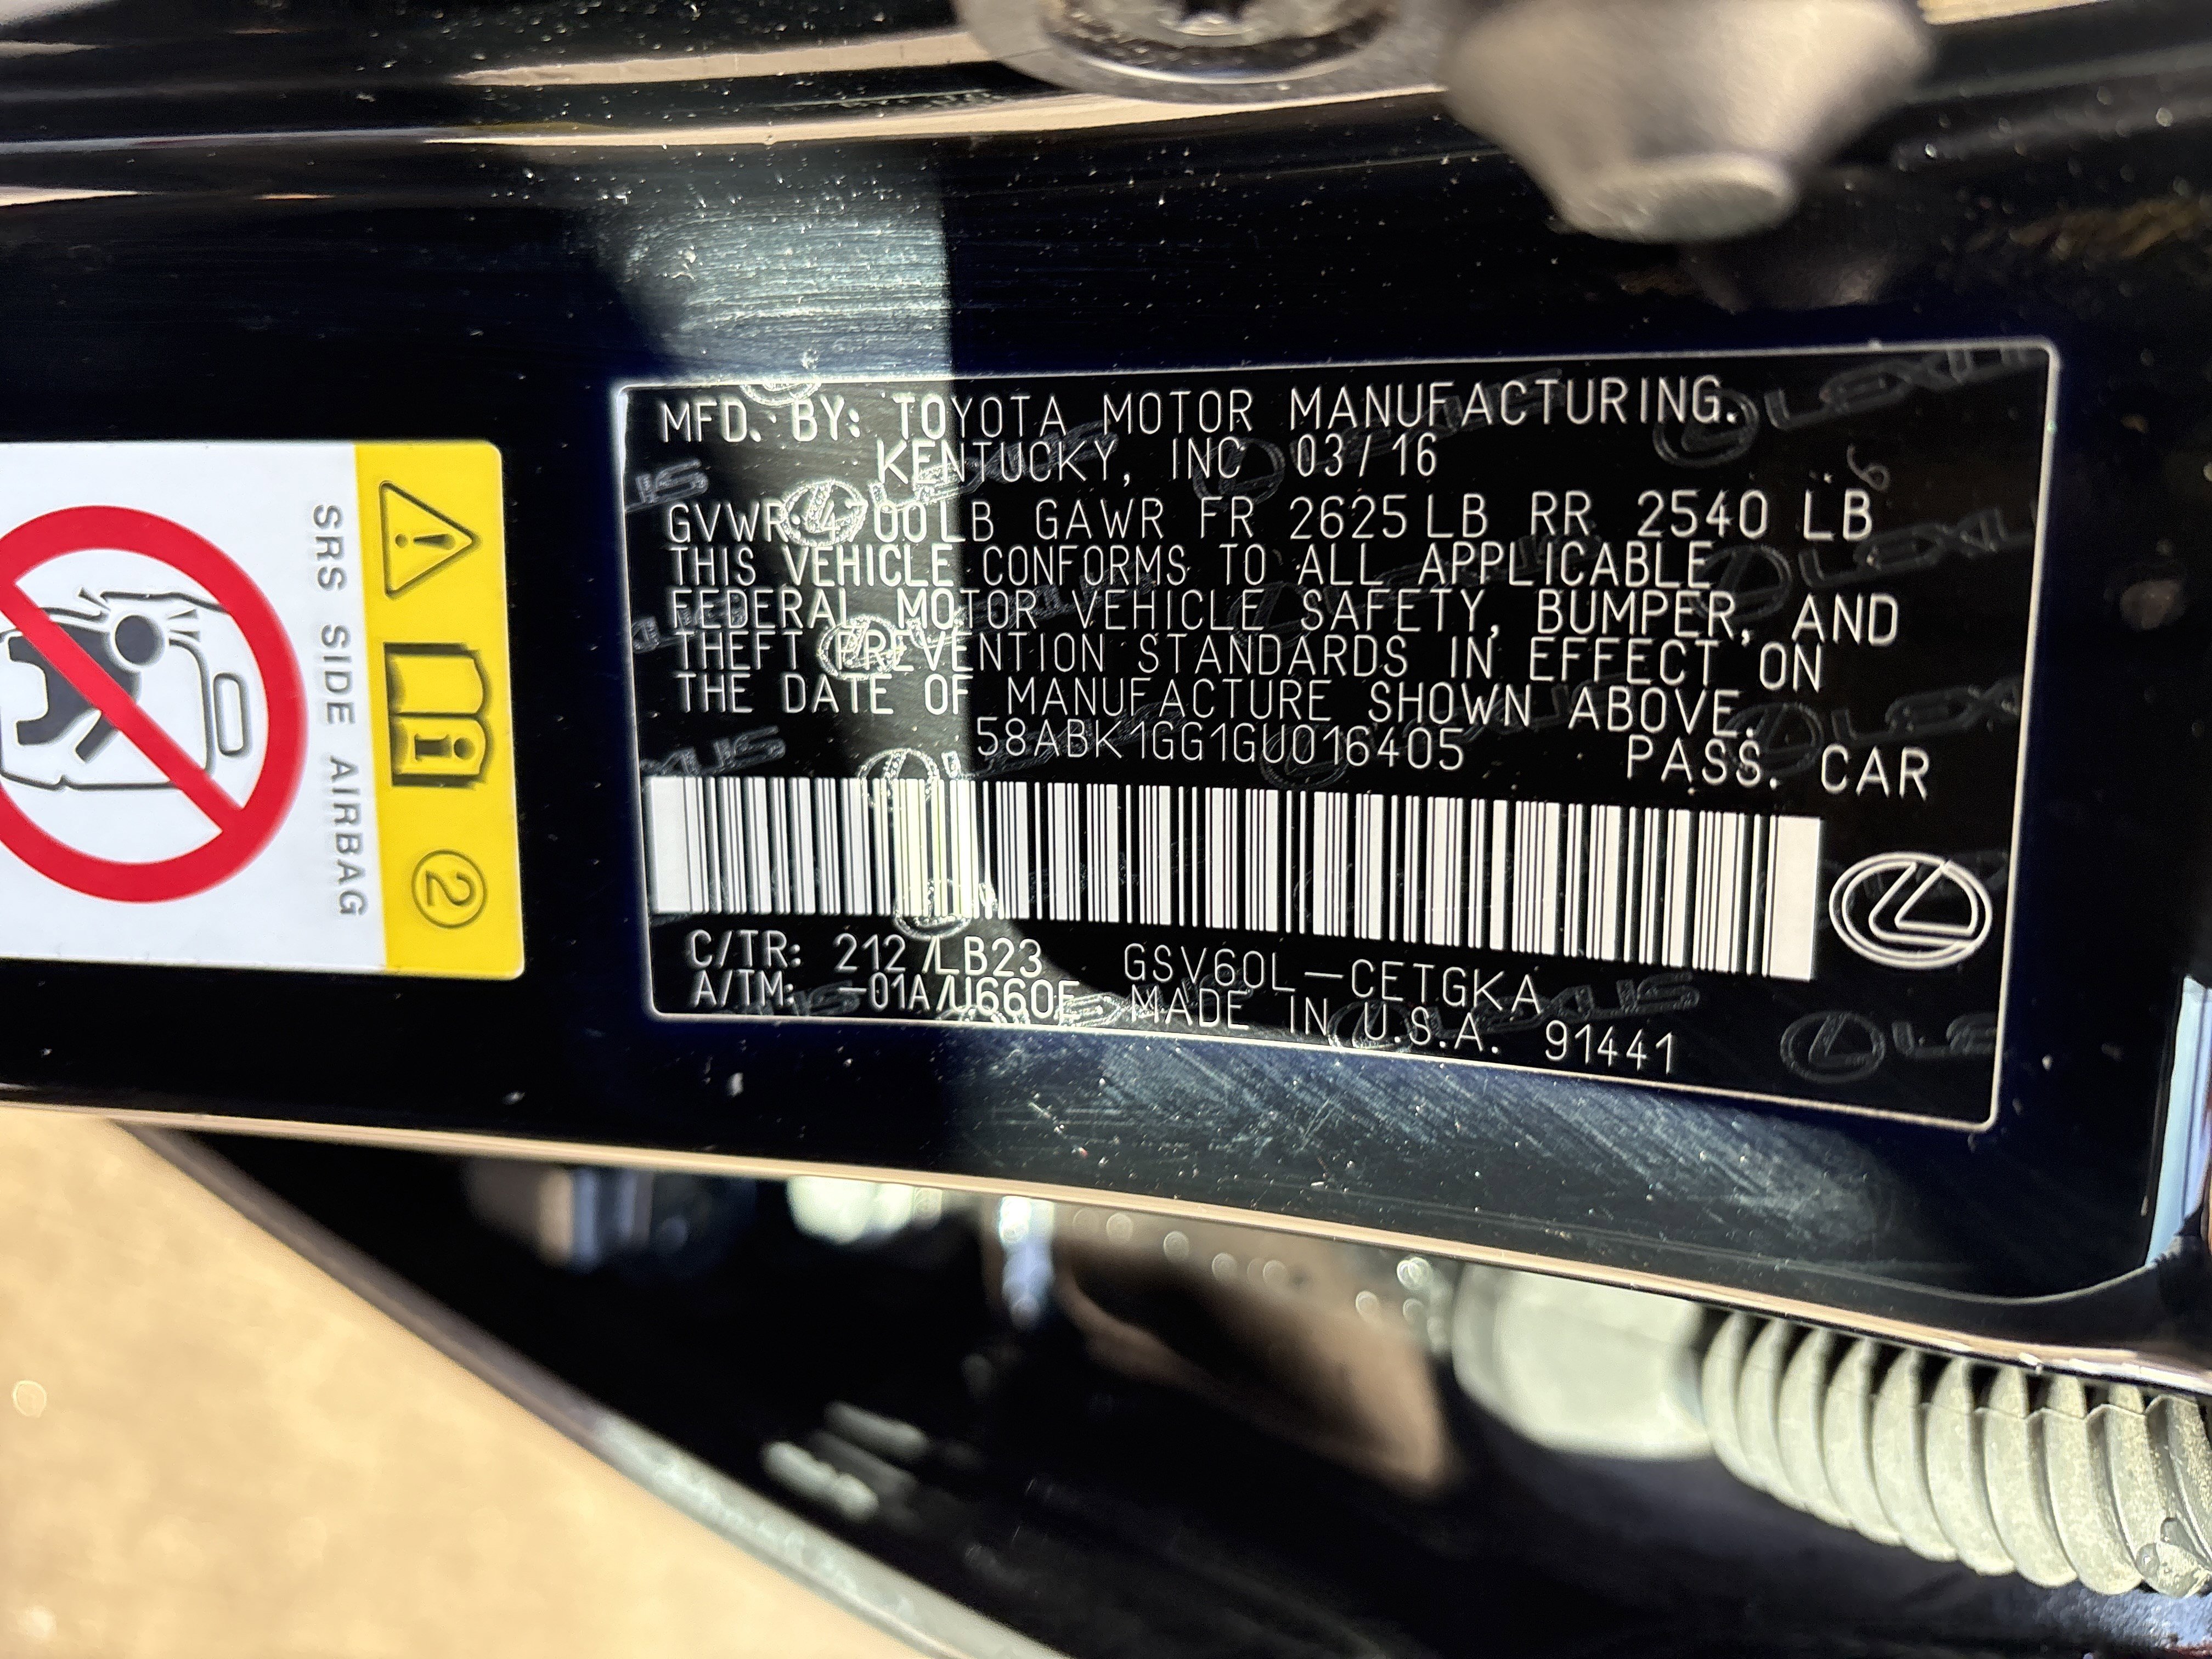 MFD. BY: TOYOTA MOTOR MANUFACTURING.
KENTUCKY, INC 03/16
GVWR LB GAWR FR 2625 LB RR 2540 LB
THIS VEHICLE CONFORMS TO ALL APPLICABLE
FEDERAL MOTOR VEHICLE SAFETY, BUMPER, AND
THEFT PREVENTION STANDARDS IN EFFECT ON
THE DATE OF MANUFACTURE SHOWN ABOVE.
58ABK1GG1GU016405 PASS. CAR
C/TR: 212/LB23 GSV60L-CETGKA
A/TM: -01A/U660E MADE IN U.S.A. 91441
SRS SIDE AIRBAG
2
LEXUS